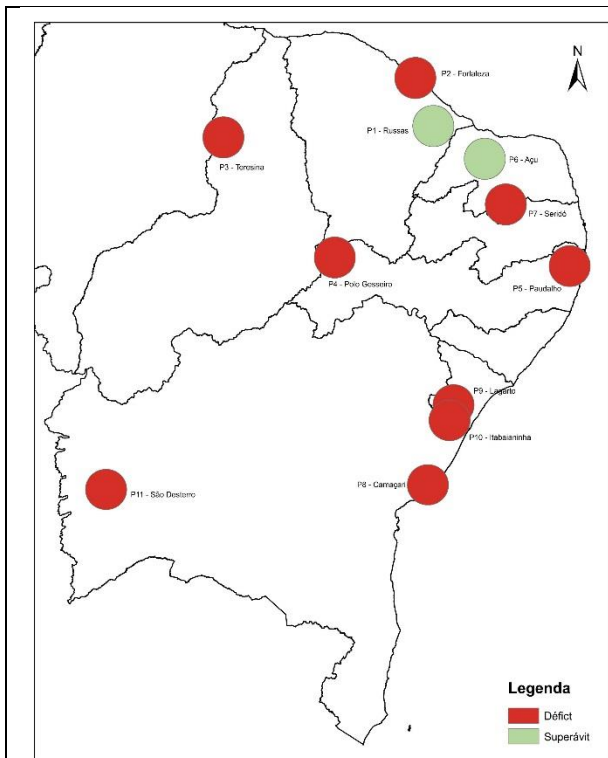 N
P2 - Fortaleza
P1 - Russas
P6 - Açu
P3 - Teresina
P7 - Seridó
P4 - Polo Gesseiro
P5 - Paudalho
P9 - Lagarto
P10 - Itabaianinha
P8 - Camaçari
P11 - São Desterro
Legenda
Défict
Superávit